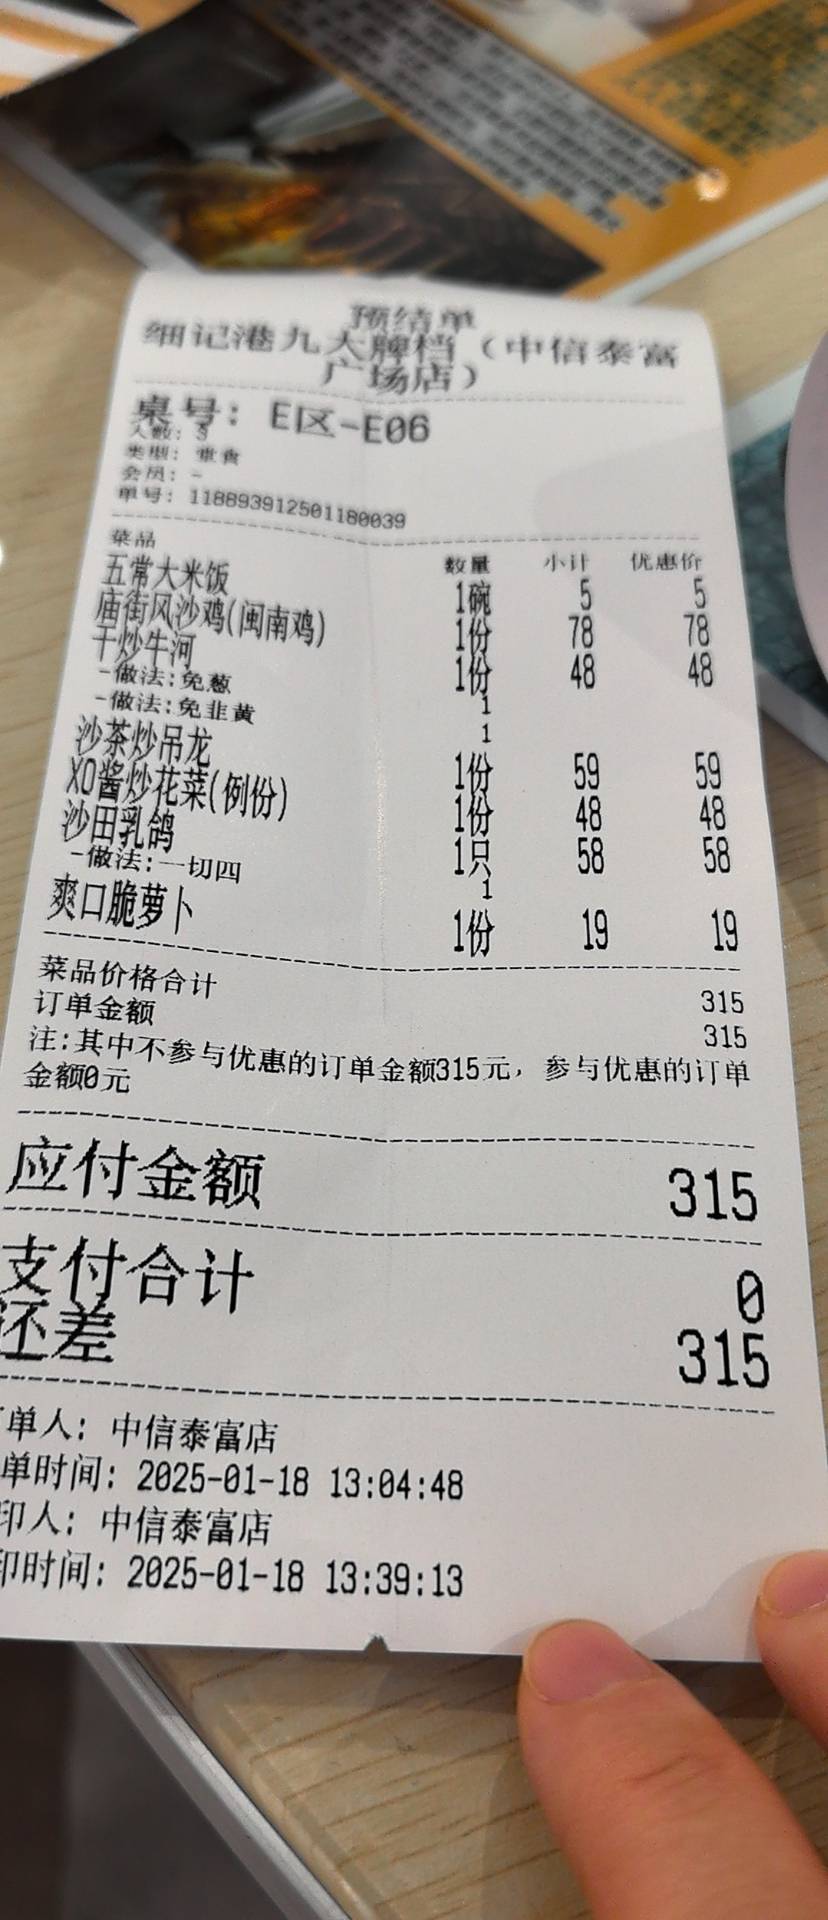 预结单
细记港九大牌档（中信泰富
广场店）
桌号: E区-E06
人数: 3
类型: 堂食
会员: -
单号: 118893912501180039
菜品 数量 小计 优惠价
五常大米饭 1碗 5 5
庙街风沙鸡(闽南鸡) 1份 78 78
干炒牛河 1份 48 48
-做法:免葱 1
-做法:免韭黄 1
沙茶炒吊龙 1份 59 59
XO酱炒花菜(例份) 1份 48 48
沙田乳鸽 1只 58 58
-做法:一切四 1
爽口脆萝卜 1份 19 19
菜品价格合计 315
订单金额 315
注:其中不参与优惠的订单金额315元，参与优惠的订单
金额0元
应付金额 315
支付合计 0
还差 315
单人: 中信泰富店
单时间: 2025-01-18 13:04:48
印人: 中信泰富店
印时间: 2025-01-18 13:39:13